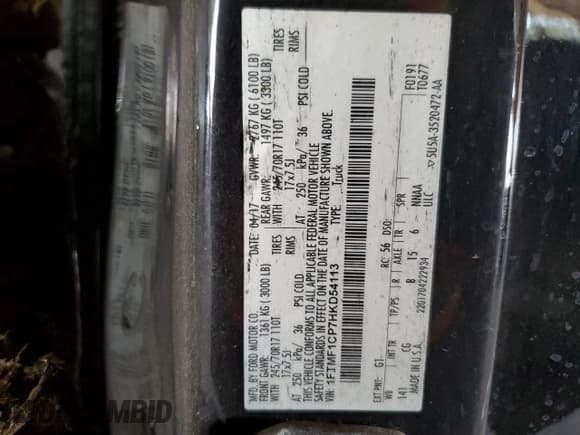 MFD. BY FORD MOTOR CO.
DATE: 04/17 GVWR: 2767 KG ( 6100 LB)
FRONT GAWR: 1361 KG ( 3000 LB) REAR GAWR: 1497 KG ( 3300 LB)
WITH 245/70R17 110T TIRES WITH 245/70R17 110T TIRES
17x7.5J RIMS 17x7.5J RIMS
AT 250 kPa/ 36 PSI COLD AT 250 kPa/ 36 PSI COLD
THIS VEHICLE CONFORMS TO ALL APPLICABLE FEDERAL MOTOR VEHICLE
SAFETY STANDARDS IN EFFECT ON THE DATE OF MANUFACTURE SHOWN ABOVE.
VIN: 1FTMF1CP7HKD54113 TYPE: Truck
EXT PNT: G1 RC: 56 DSO: F0191
T0677
WB TP/PS R AXLE TR SPR
141 CG 8 15 6 NNAA
MADE IN U.S.A. ULC
2201704222934
5U5A-3520472-AA